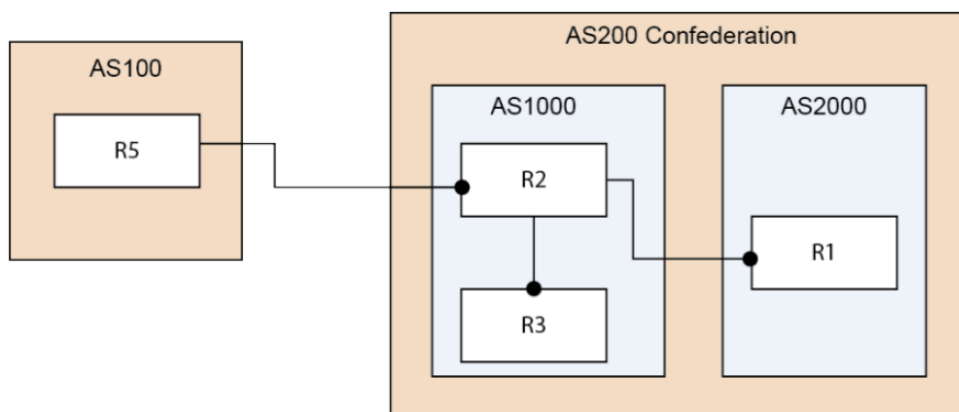 AS200 Confederation
AS100
AS1000
AS2000
R5
R2
R1
R3